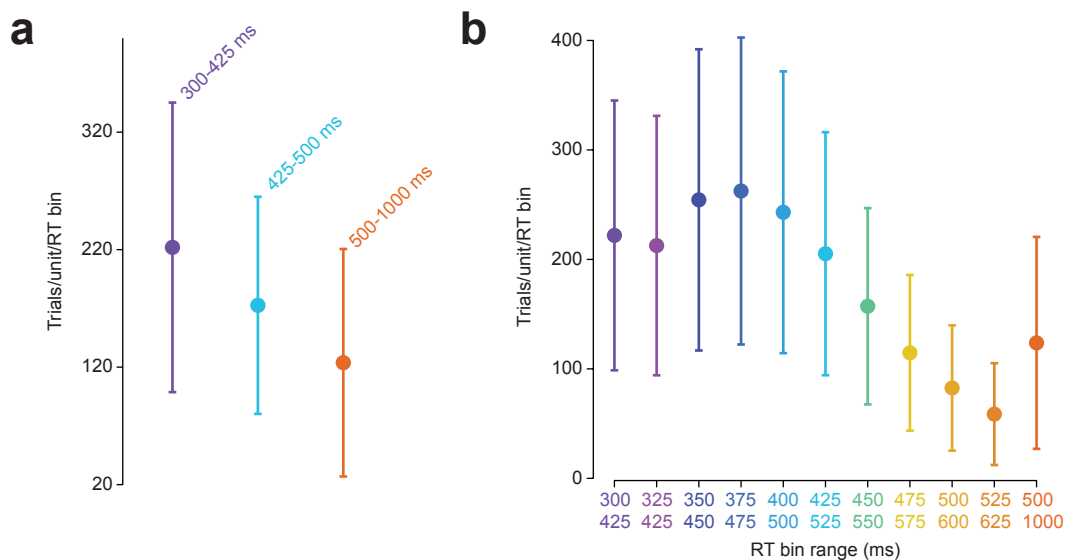 a
300-425 ms
425-500 ms
500-1000 ms
320
220
120
20
Trials/unit/RT bin
b
400
300
200
100
0
Trials/unit/RT bin
300 325 350 375 400 425 450 475 500 525 500
425 425 450 475 500 525 550 575 600 625 1000
RT bin range (ms)